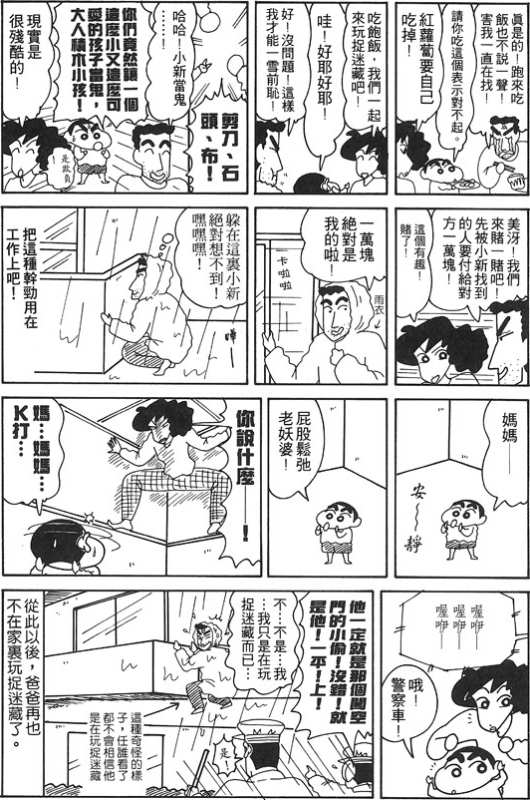 真是的！跑來吃
飯也不說一聲！
害我一直在找！
請你吃這個表示對不起。
紅蘿蔔要自己
吃掉！
吃飽飯，我們一起
來玩捉迷藏吧！
哇！好耶好耶！
好！沒問題！這樣
我才能一雪前恥！
剪刀、石
頭、布！
哈哈！小新當鬼
……！
你們竟然讓一個
這麼小又這麼可
愛的孩子當鬼，
大人積木小孩！
是欺負
現實是
很殘酷的！
美冴！我們
來賭一賭吧！
先被小新找到
的人要付給對
方一萬塊！
這個有趣！
賭了！
一萬塊
絕對是
我的啦！
雨衣
卡啦啦
躲在這裏小新
絕對想不到！
嘿嘿嘿！
嘩
把這種幹勁用在
工作上吧！
媽媽——
安～～靜
屁股鬆弛
老妖婆！
你說什麼——！
媽…媽媽…
K打…
喔咿——
喔咿——
喔咿——
哦！
警察車！
他一定就是那個闖空
門的小偷！沒錯！就
是他！一平！上！
不…不是…我
…我只是在玩
捉迷藏而已…
是！
這種奇怪的樣
子，任誰看了
都不會相信他
是在玩捉迷藏
從此以後，爸爸再也
不在家裏玩捉迷藏了。